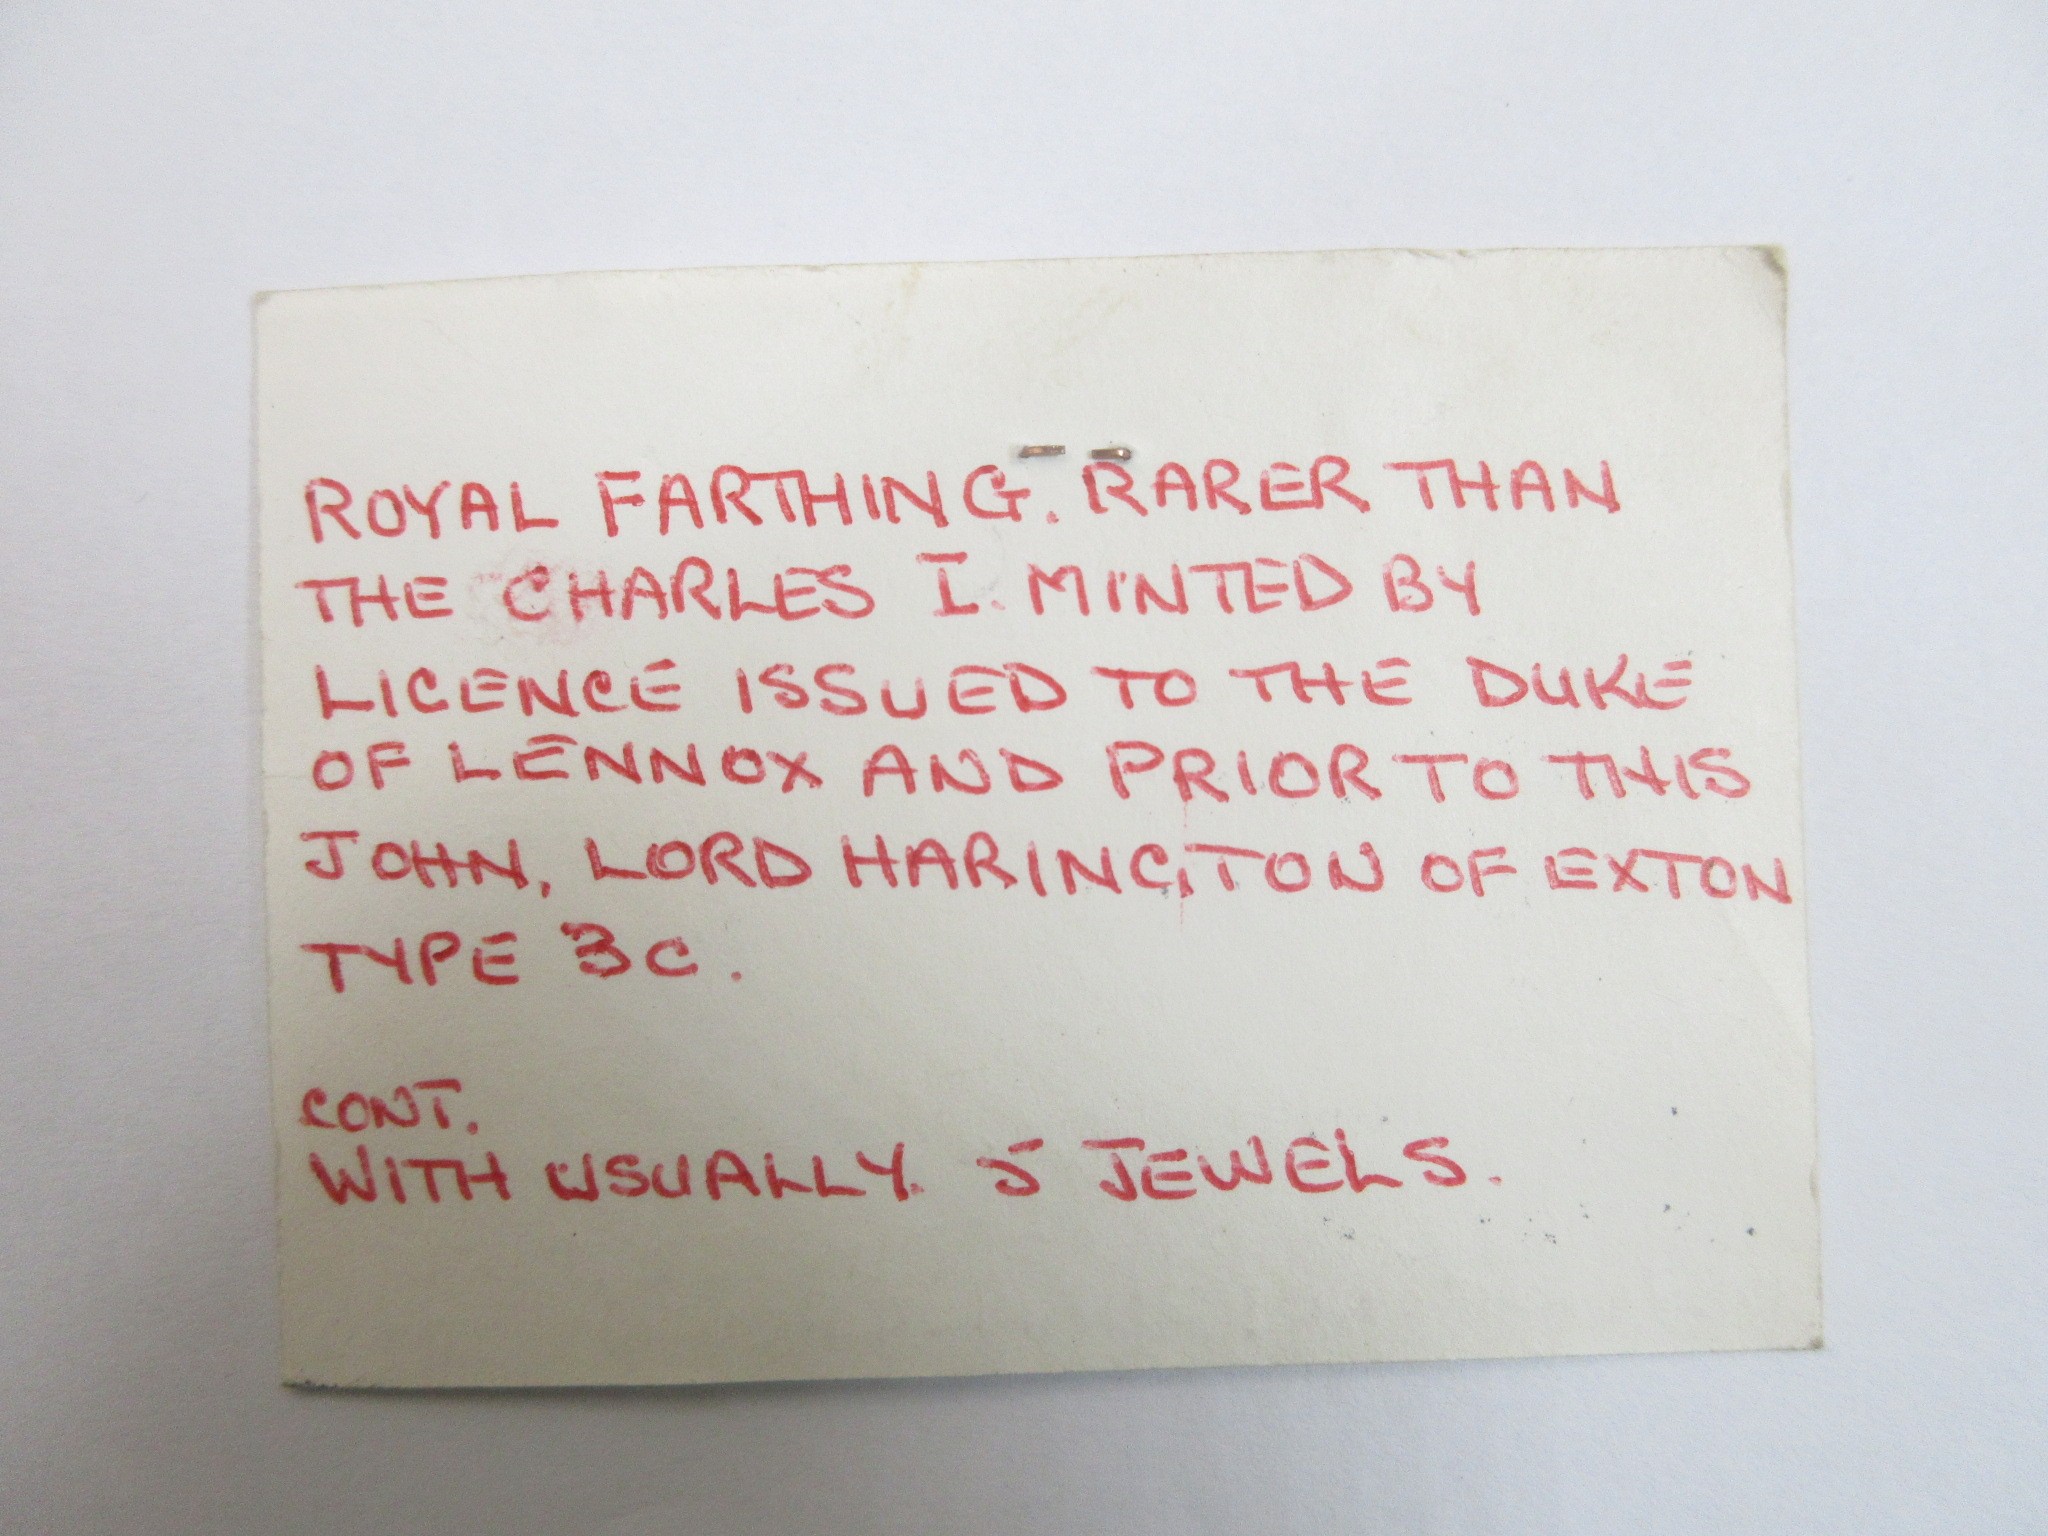 ROYAL FARTHING. RARER THAN
THE CHARLES I. MINTED BY
LICENCE ISSUED TO THE DUKE
OF LENNOX AND PRIOR TO THIS
JOHN, LORD HARINGTON OF EXTON
TYPE 3C.
CONT.
WITH USUALLY. 5 JEWELS.